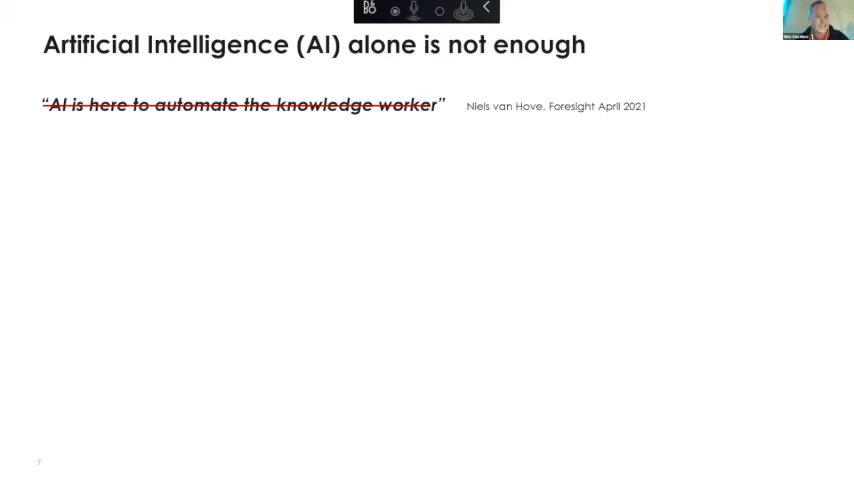 Artificial Intelligence (AI) alone is not enough
“AI is here to automate the knowledge worker” Niels van Hove, Foresight April 2021
7